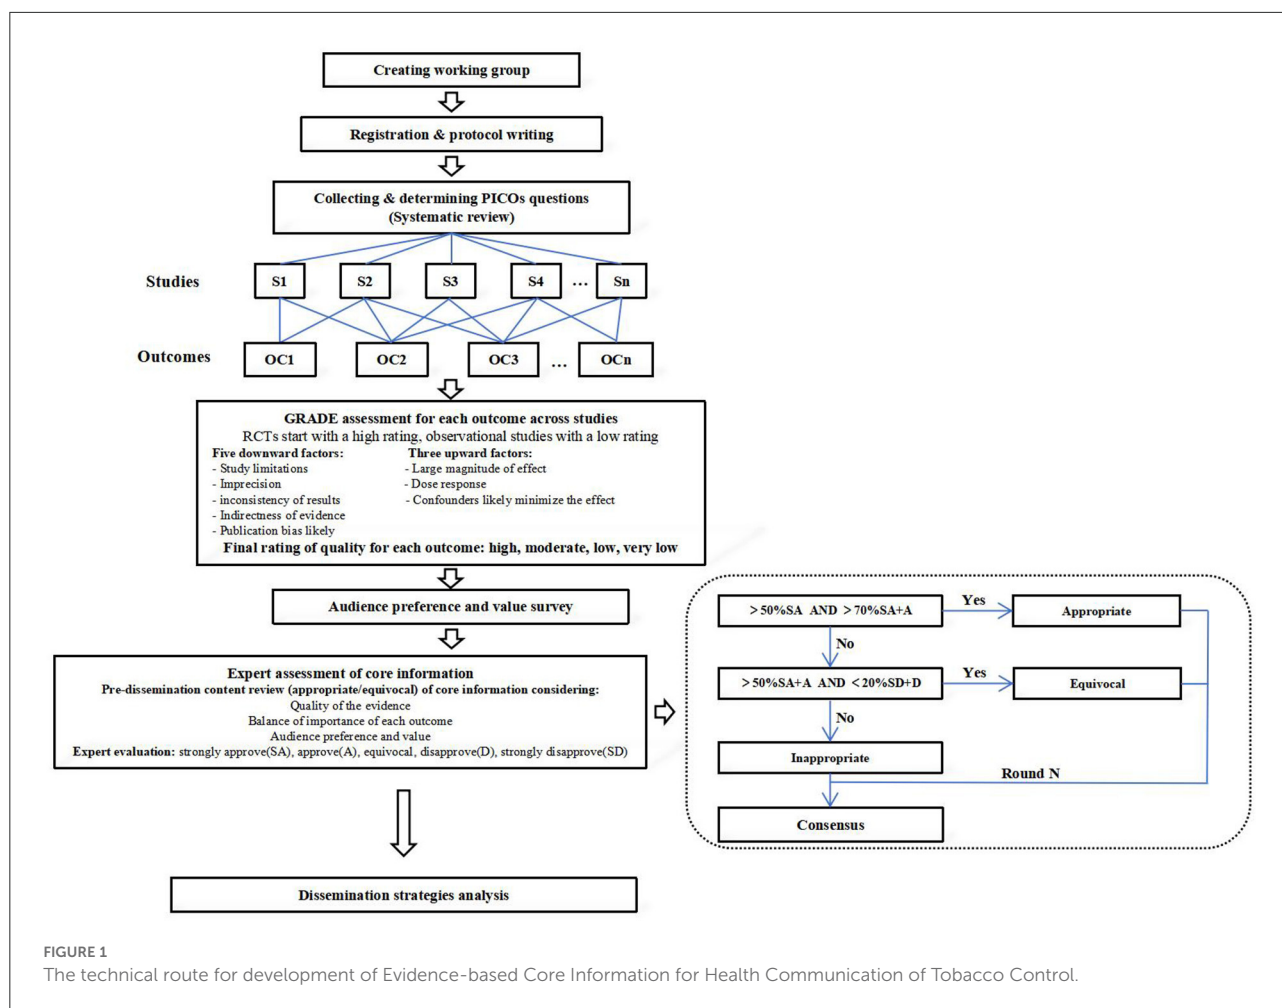 Creating working group
Registration & protocol writing
Collecting & determining PICOs questions
(Systematic review)
Studies
S1
S2
S3
S4
...
Sn
Outcomes
OC1
OC2
OC3
...
OCn
GRADE assessment for each outcome across studies
RCTs start with a high rating, observational studies with a low rating
Five downward factors:
- Study limitations
- Imprecision
- inconsistency of results
- Indirectness of evidence
- Publication bias likely
Three upward factors:
- Large magnitude of effect
- Dose response
- Confounders likely minimize the effect
Final rating of quality for each outcome: high, moderate, low, very low
Audience preference and value survey
Expert assessment of core information
Pre-dissemination content review (appropriate/equivocal) of core information considering:
Quality of the evidence
Balance of importance of each outcome
Audience preference and value
Expert evaluation: strongly approve(SA), approve(A), equivocal, disapprove(D), strongly disapprove(SD)
>50%SA AND >70%SA+A
Yes
Appropriate
No
>50%SA+A AND <20%SD+D
Yes
Equivocal
No
Inappropriate
Round N
Consensus
Dissemination strategies analysis
FIGURE 1
The technical route for development of Evidence-based Core Information for Health Communication of Tobacco Control.